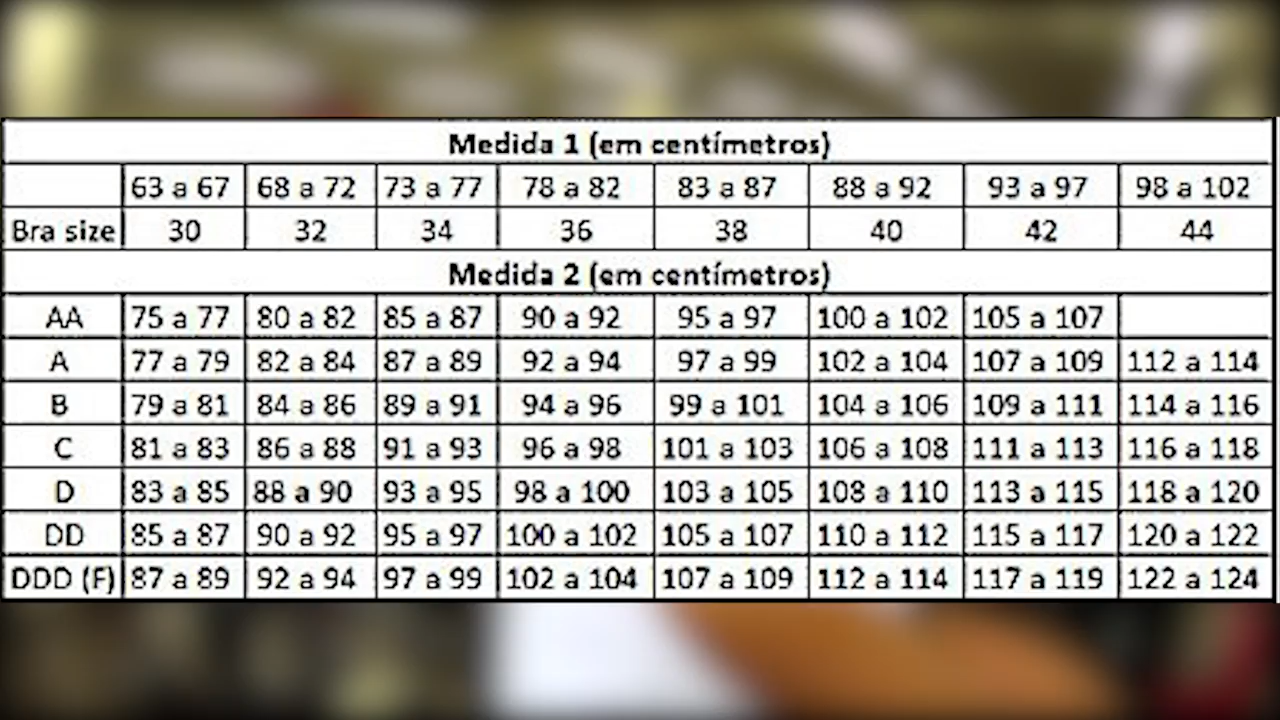 Medida 1 (em centímetros)
63 a 67 68 a 72 73 a 77 78 a 82 83 a 87 88 a 92 93 a 97 98 a 102
Bra size 30 32 34 36 38 40 42 44
Medida 2 (em centímetros)
AA 75 a 77 80 a 82 85 a 87 90 a 92 95 a 97 100 a 102 105 a 107
A 77 a 79 82 a 84 87 a 89 92 a 94 97 a 99 102 a 104 107 a 109 112 a 114
B 79 a 81 84 a 86 89 a 91 94 a 96 99 a 101 104 a 106 109 a 111 114 a 116
C 81 a 83 86 a 88 91 a 93 96 a 98 101 a 103 106 a 108 111 a 113 116 a 118
D 83 a 85 88 a 90 93 a 95 98 a 100 103 a 105 108 a 110 113 a 115 118 a 120
DD 85 a 87 90 a 92 95 a 97 100 a 102 105 a 107 110 a 112 115 a 117 120 a 122
DDD (F) 87 a 89 92 a 94 97 a 99 102 a 104 107 a 109 112 a 114 117 a 119 122 a 124